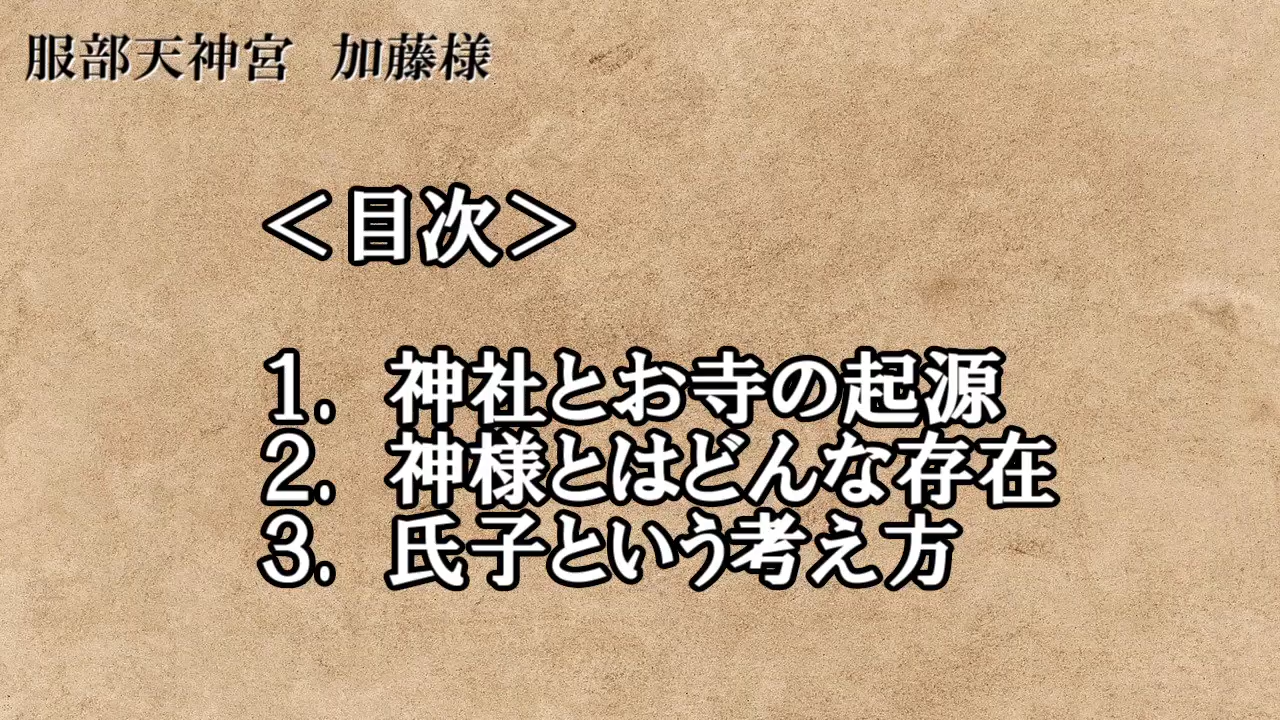 服部天神宮　加藤様
＜目次＞
1.　神社とお寺の起源
2.　神様とはどんな存在
3.　氏子という考え方